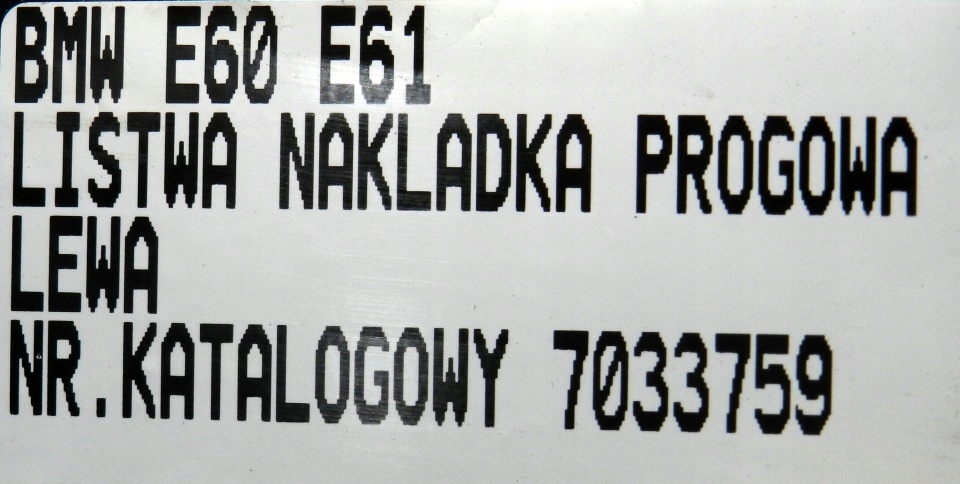 BMW E60 E61
LISTWA NAKLADKA PROGOWA
LEWA
NR.KATALOGOWY 7033759